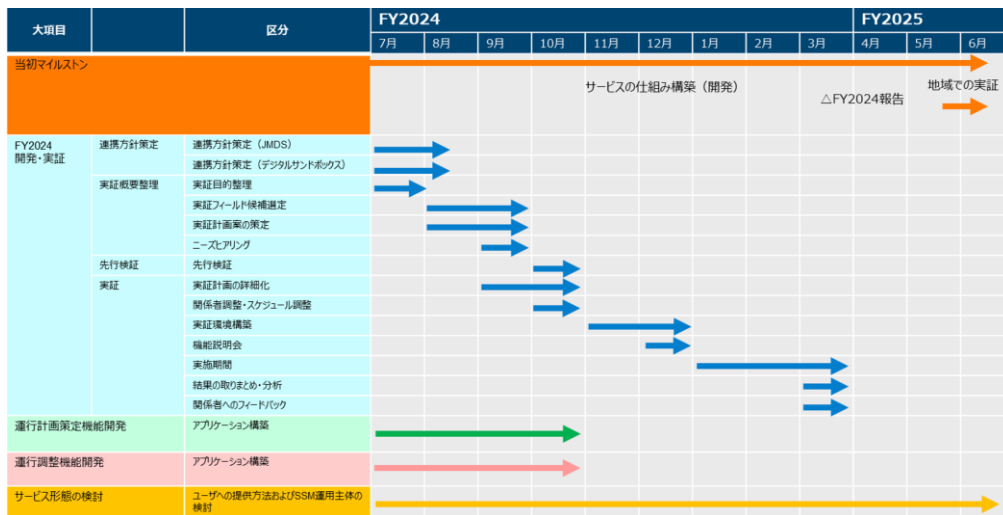 大項目
区分
FY2024
FY2025
7月
8月
9月
10月
11月
12月
1月
2月
3月
4月
5月
6月
当初マイルストン
サービスの仕組み構築（開発）
地域での実証
△FY2024報告
FY2024
開発・実証
連携方針策定
連携方針策定（JMDS）
連携方針策定（デジタルサンドボックス）
実証概要整理
実証目的整理
実証フィールド候補選定
実証計画案の策定
ニーズヒアリング
先行検証
先行検証
実証
実証計画の詳細化
関係者調整・スケジュール調整
実証環境構築
機能説明会
実施期間
結果の取りまとめ・分析
関係者へのフィードバック
運行計画策定機能開発
アプリケーション構築
運行調整機能開発
アプリケーション構築
サービス形態の検討
ユーザへの提供方法およびSSM運用主体の
検討